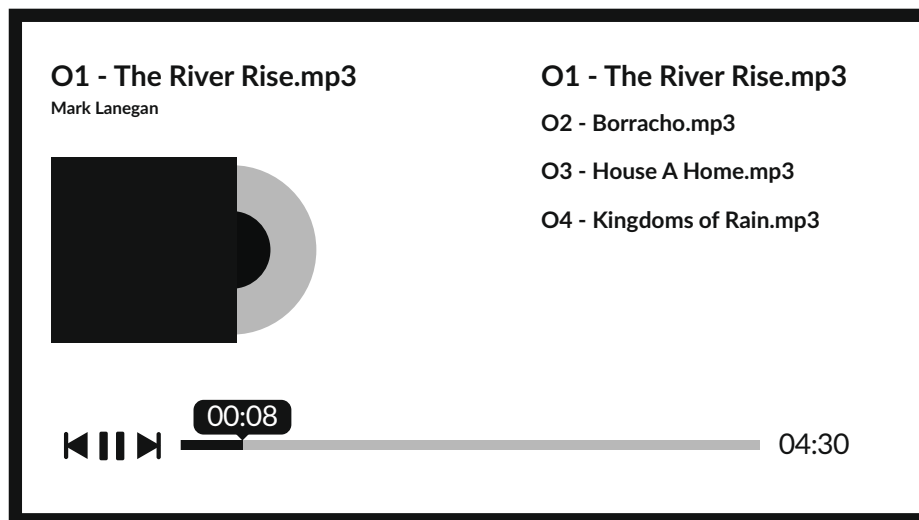 O1 - The River Rise.mp3
Mark Lanegan
O1 - The River Rise.mp3
O2 - Borracho.mp3
O3 - House A Home.mp3
O4 - Kingdoms of Rain.mp3
00:08
04:30